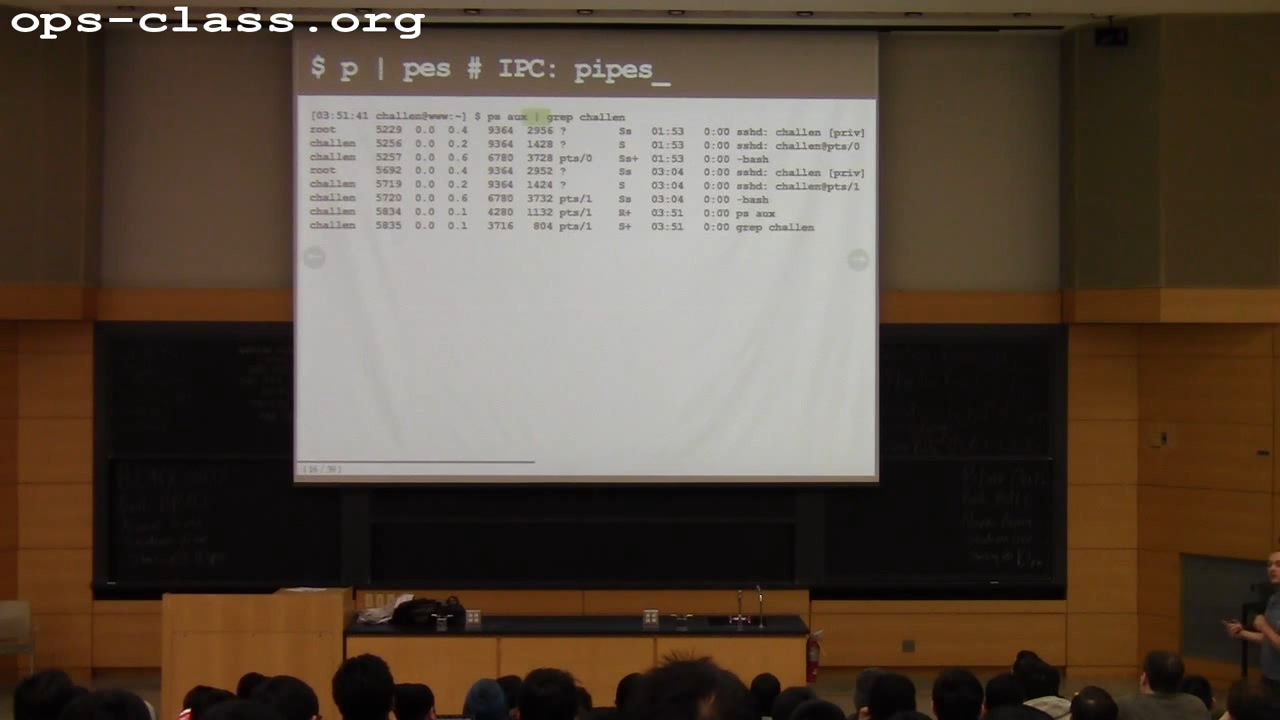 ops-class.org
$ p | pes # IPC: pipes_
[03:51:41 challen@www:~] $ ps aux | grep challen
root 5229 0.0 0.4 9364 2956 ? Ss 01:53 0:00 sshd: challen [priv]
challen 5256 0.0 0.2 9364 1428 ? S 01:53 0:00 sshd: challen@pts/0
challen 5257 0.0 0.6 6780 3728 pts/0 Ss+ 01:53 0:00 -bash
root 5692 0.0 0.4 9364 2952 ? Ss 03:04 0:00 sshd: challen [priv]
challen 5719 0.0 0.2 9364 1424 ? S 03:04 0:00 sshd: challen@pts/1
challen 5720 0.0 0.6 6780 3732 pts/1 Ss 03:04 0:00 -bash
challen 5834 0.0 0.1 4280 1132 pts/1 R+ 03:51 0:00 ps aux
challen 5835 0.0 0.1 3716 804 pts/1 S+ 03:51 0:00 grep challen